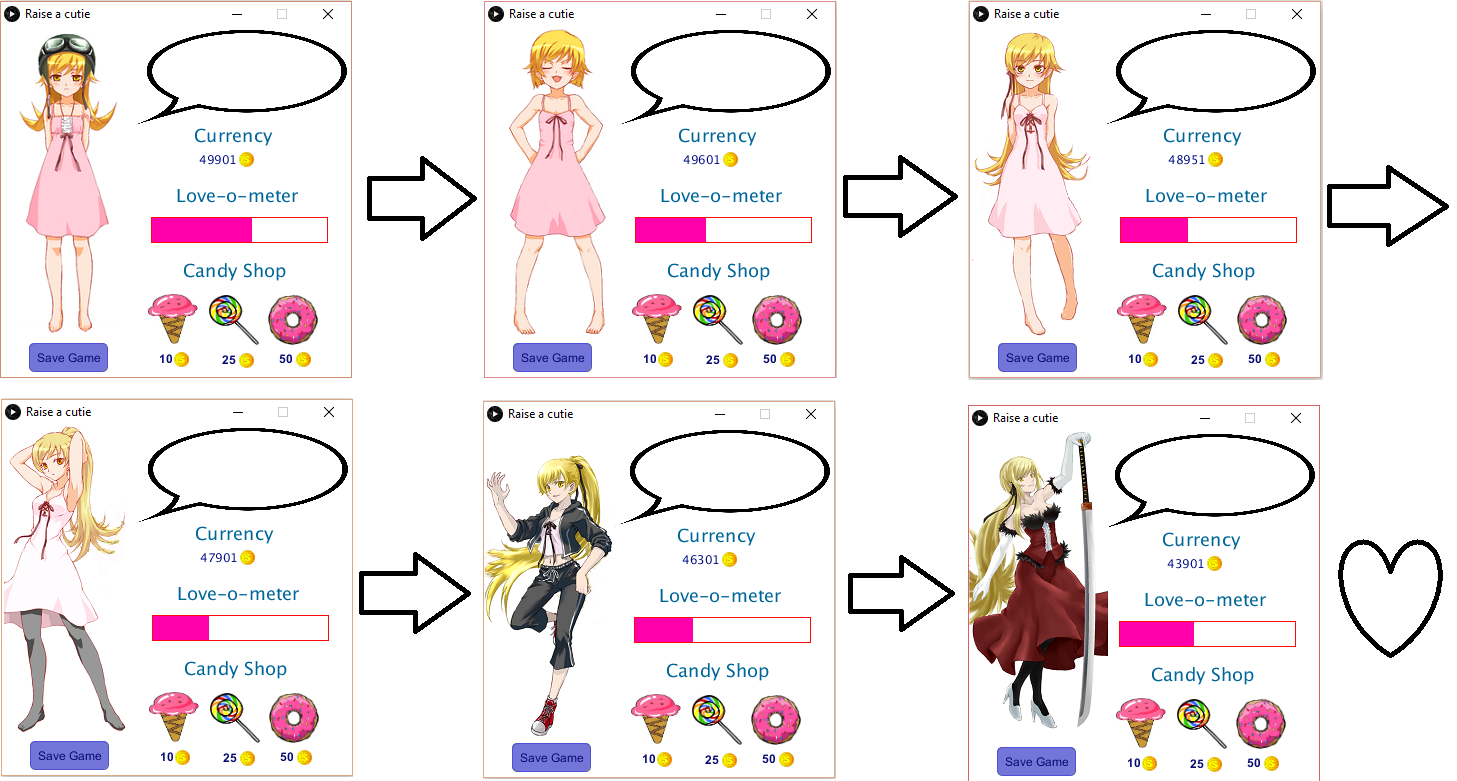 Raise a cutie
Currency
49901
Love-o-meter
Candy Shop
10 25 50
Save Game
Raise a cutie
Currency
49601
Love-o-meter
Candy Shop
10 25 50
Save Game
Raise a cutie
Currency
48951
Love-o-meter
Candy Shop
10 25 50
Save Game
Raise a cutie
Currency
47901
Love-o-meter
Candy Shop
10 25 50
Save Game
Raise a cutie
Currency
46301
Love-o-meter
Candy Shop
10 25 50
Save Game
Raise a cutie
Currency
43901
Love-o-meter
Candy Shop
10 25 50
Save Game